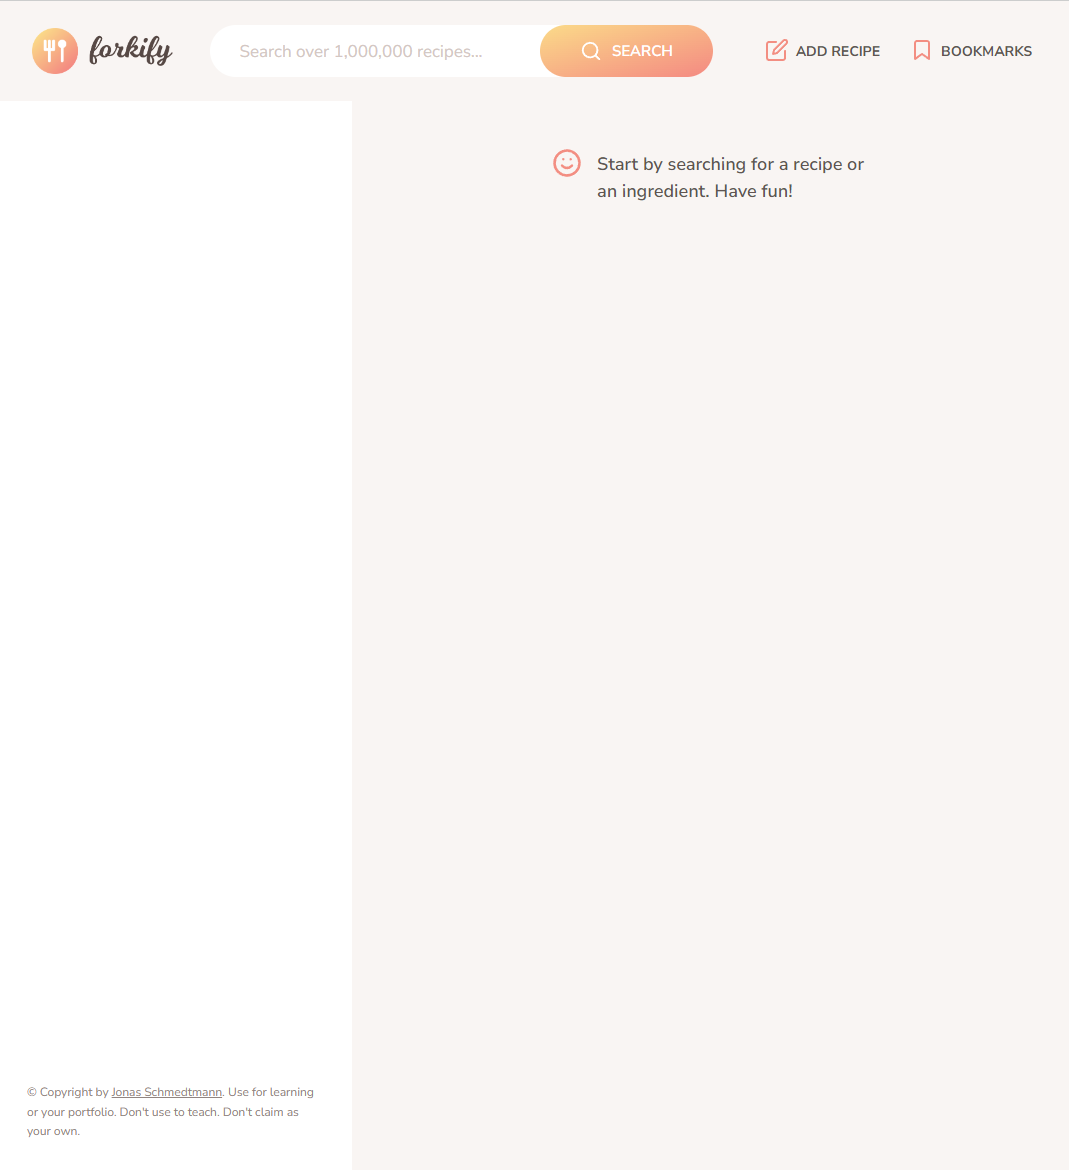 forkify
Search over 1,000,000 recipes...
SEARCH
ADD RECIPE
BOOKMARKS
Start by searching for a recipe or
an ingredient. Have fun!
© Copyright by Jonas Schmedtmann. Use for learning
or your portfolio. Don't use to teach. Don't claim as
your own.